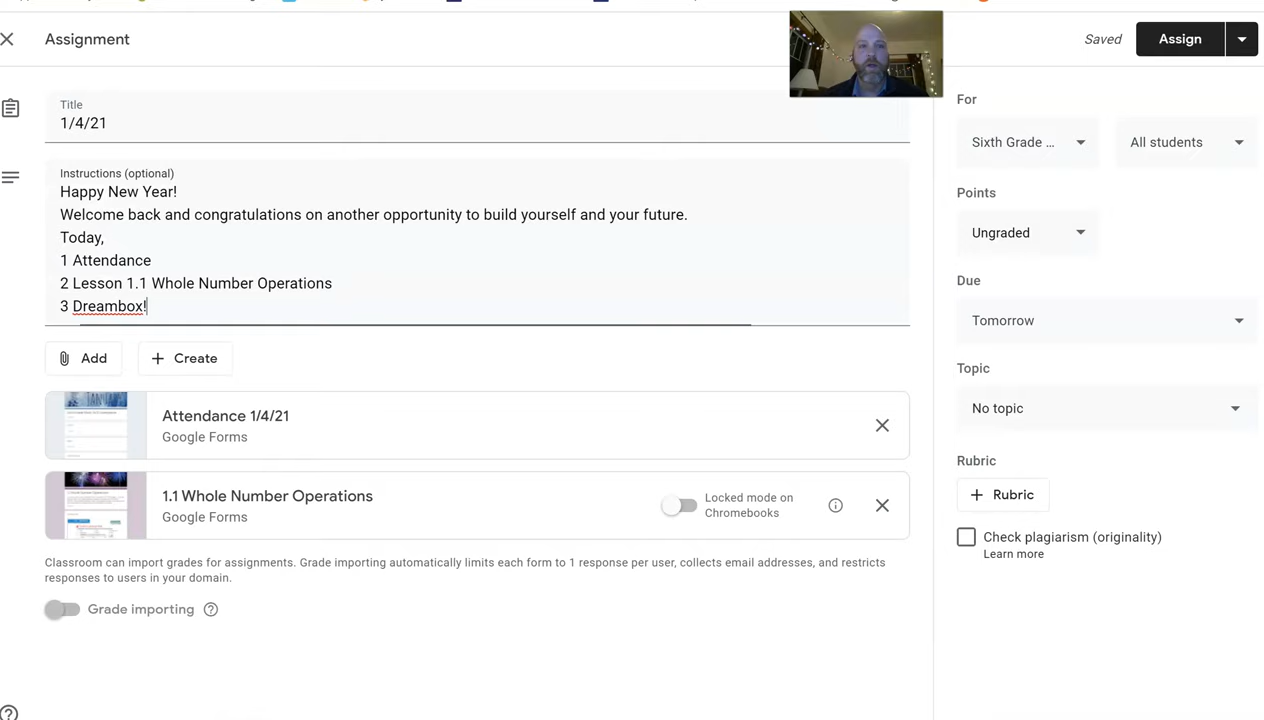 Assignment
Saved
Assign
Title
1/4/21
Instructions (optional)
Happy New Year!
Welcome back and congratulations on another opportunity to build yourself and your future.
Today,
1 Attendance
2 Lesson 1.1 Whole Number Operations
3 Dreambox!
Add
Create
Attendance 1/4/21
Google Forms
1.1 Whole Number Operations
Google Forms
Locked mode on
Chromebooks
Classroom can import grades for assignments. Grade importing automatically limits each form to 1 response per user, collects email addresses, and restricts
responses to users in your domain.
Grade importing
For
Sixth Grade ...
All students
Points
Ungraded
Due
Tomorrow
Topic
No topic
Rubric
Rubric
Check plagiarism (originality)
Learn more